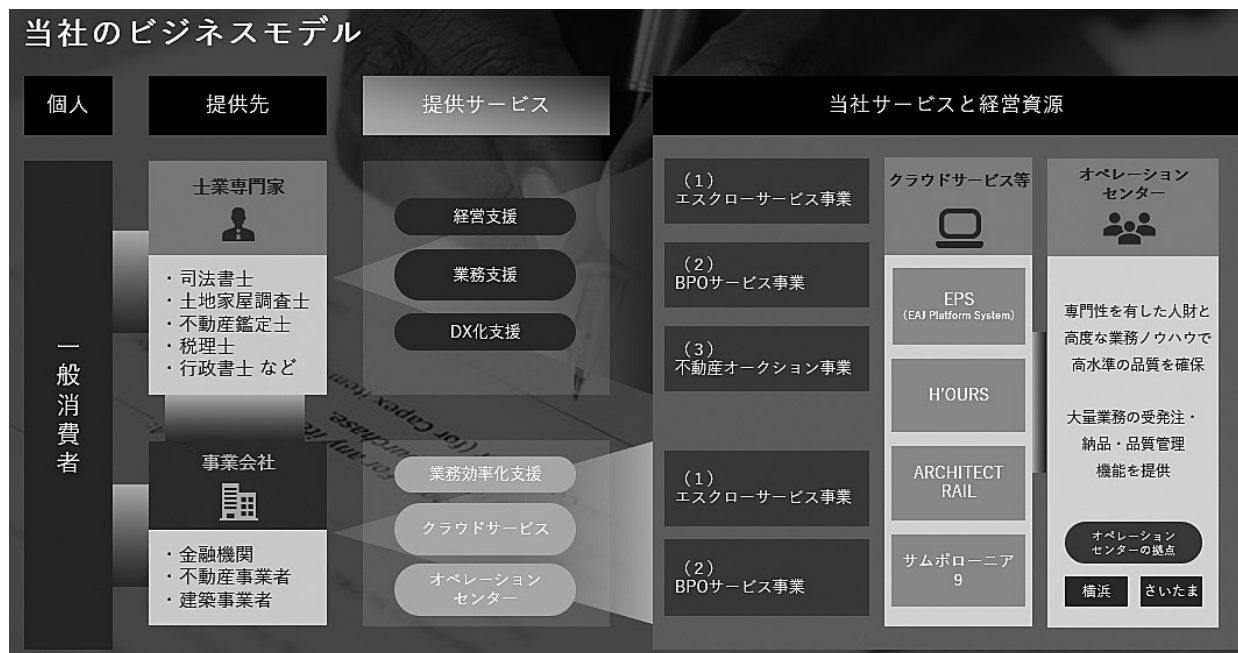 当社のビジネスモデル
個人
提供先
提供サービス
当社サービスと経営資源
一般消費者
士業専門家
・司法書士
・土地家屋調査士
・不動産鑑定士
・税理士
・行政書士 など
事業会社
・金融機関
・不動産事業者
・建築事業者
経営支援
業務支援
DX化支援
業務効率化支援
クラウドサービス
オペレーション
センター
(for Capex items
purchase.
For any ite
（1）
エスクローサービス事業
（2）
BPOサービス事業
（3）
不動産オークション事業
（1）
エスクローサービス事業
（2）
BPOサービス事業
クラウドサービス等
EPS
（EAJ Platform System）
H'OURS
ARCHITECT
RAIL
サムポローニア
9
オペレーション
センター
専門性を有した人財と
高度な業務ノウハウで
高水準の品質を確保
大量業務の受発注・
納品・品質管理
機能を提供
オペレーション
センターの拠点
横浜
さいたま